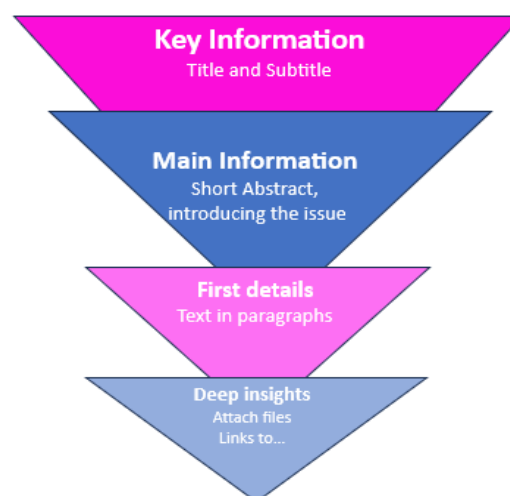 Key Information
Title and Subtitle
Main Information
Short Abstract,
introducing the issue
First details
Text in paragraphs
Deep insights
Attach files
Links to...